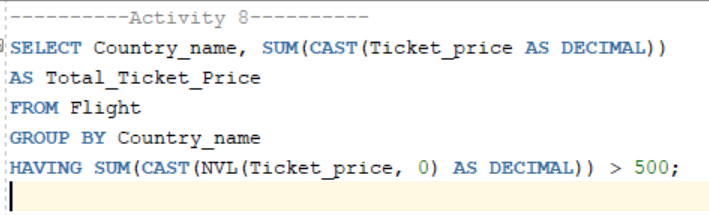 ----------Activity 8----------
SELECT Country_name, SUM(CAST(Ticket_price AS DECIMAL))
AS Total_Ticket_Price
FROM Flight
GROUP BY Country_name
HAVING SUM(CAST(NVL(Ticket_price, 0) AS DECIMAL)) > 500;